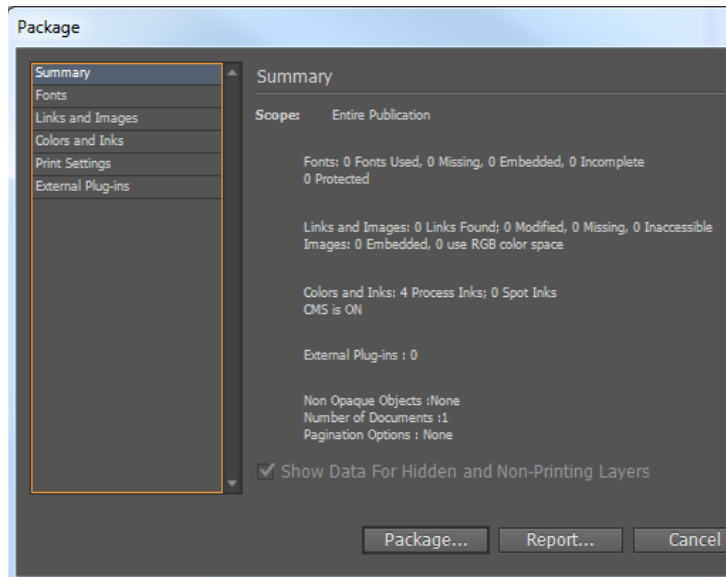 Package
Summary
Fonts
Links and Images
Colors and Inks
Print Settings
External Plug-ins
Summary
Scope: Entire Publication
Fonts: 0 Fonts Used, 0 Missing, 0 Embedded, 0 Incomplete
0 Protected
Links and Images: 0 Links Found; 0 Modified, 0 Missing, 0 Inaccessible
Images: 0 Embedded, 0 use RGB color space
Colors and Inks: 4 Process Inks; 0 Spot Inks
CMS is ON
External Plug-ins : 0
Non Opaque Objects :None
Number of Documents :1
Pagination Options : None
Show Data For Hidden and Non-Printing Layers
Package... Report... Cancel